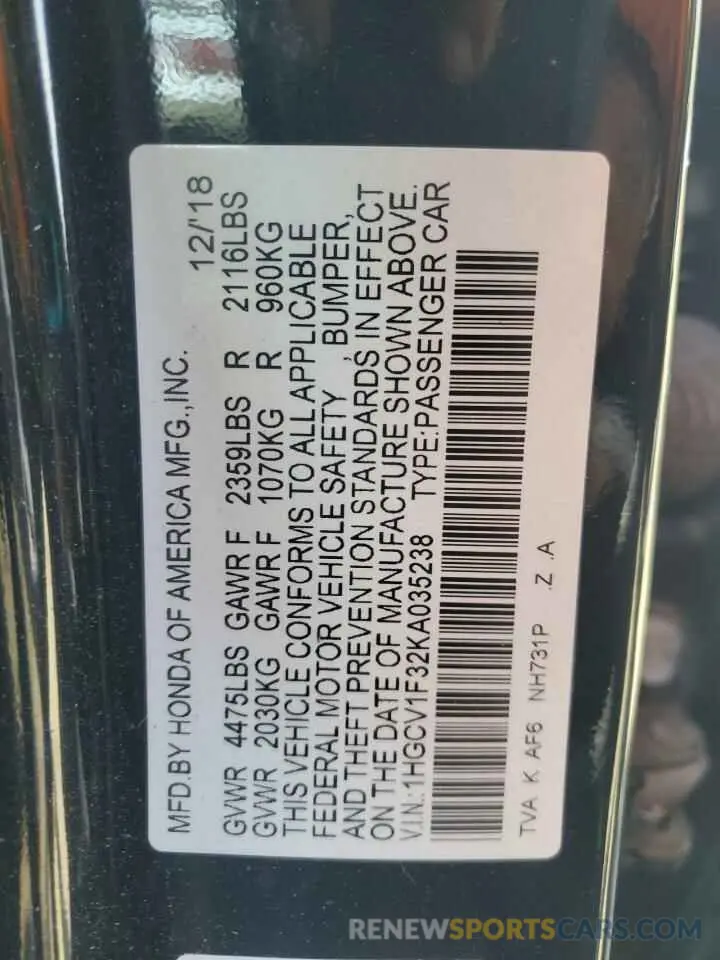 MFD.BY HONDA OF AMERICA MFG.,INC. 12/'18
GVWR 4475LBS GAWR F 2359LBS R 2116LBS
GVWR 2030KG GAWR F 1070KG R 960KG
THIS VEHICLE CONFORMS TO ALL APPLICABLE
FEDERAL MOTOR VEHICLE SAFETY , BUMPER,
AND THEFT PREVENTION STANDARDS IN EFFECT
ON THE DATE OF MANUFACTURE SHOWN ABOVE.
V.I.N.:1HGCV1F32KA035238 TYPE:PASSENGER CAR
TVA K AF6 NH731P .Z .A
RENEWSPORTSCARS.COM